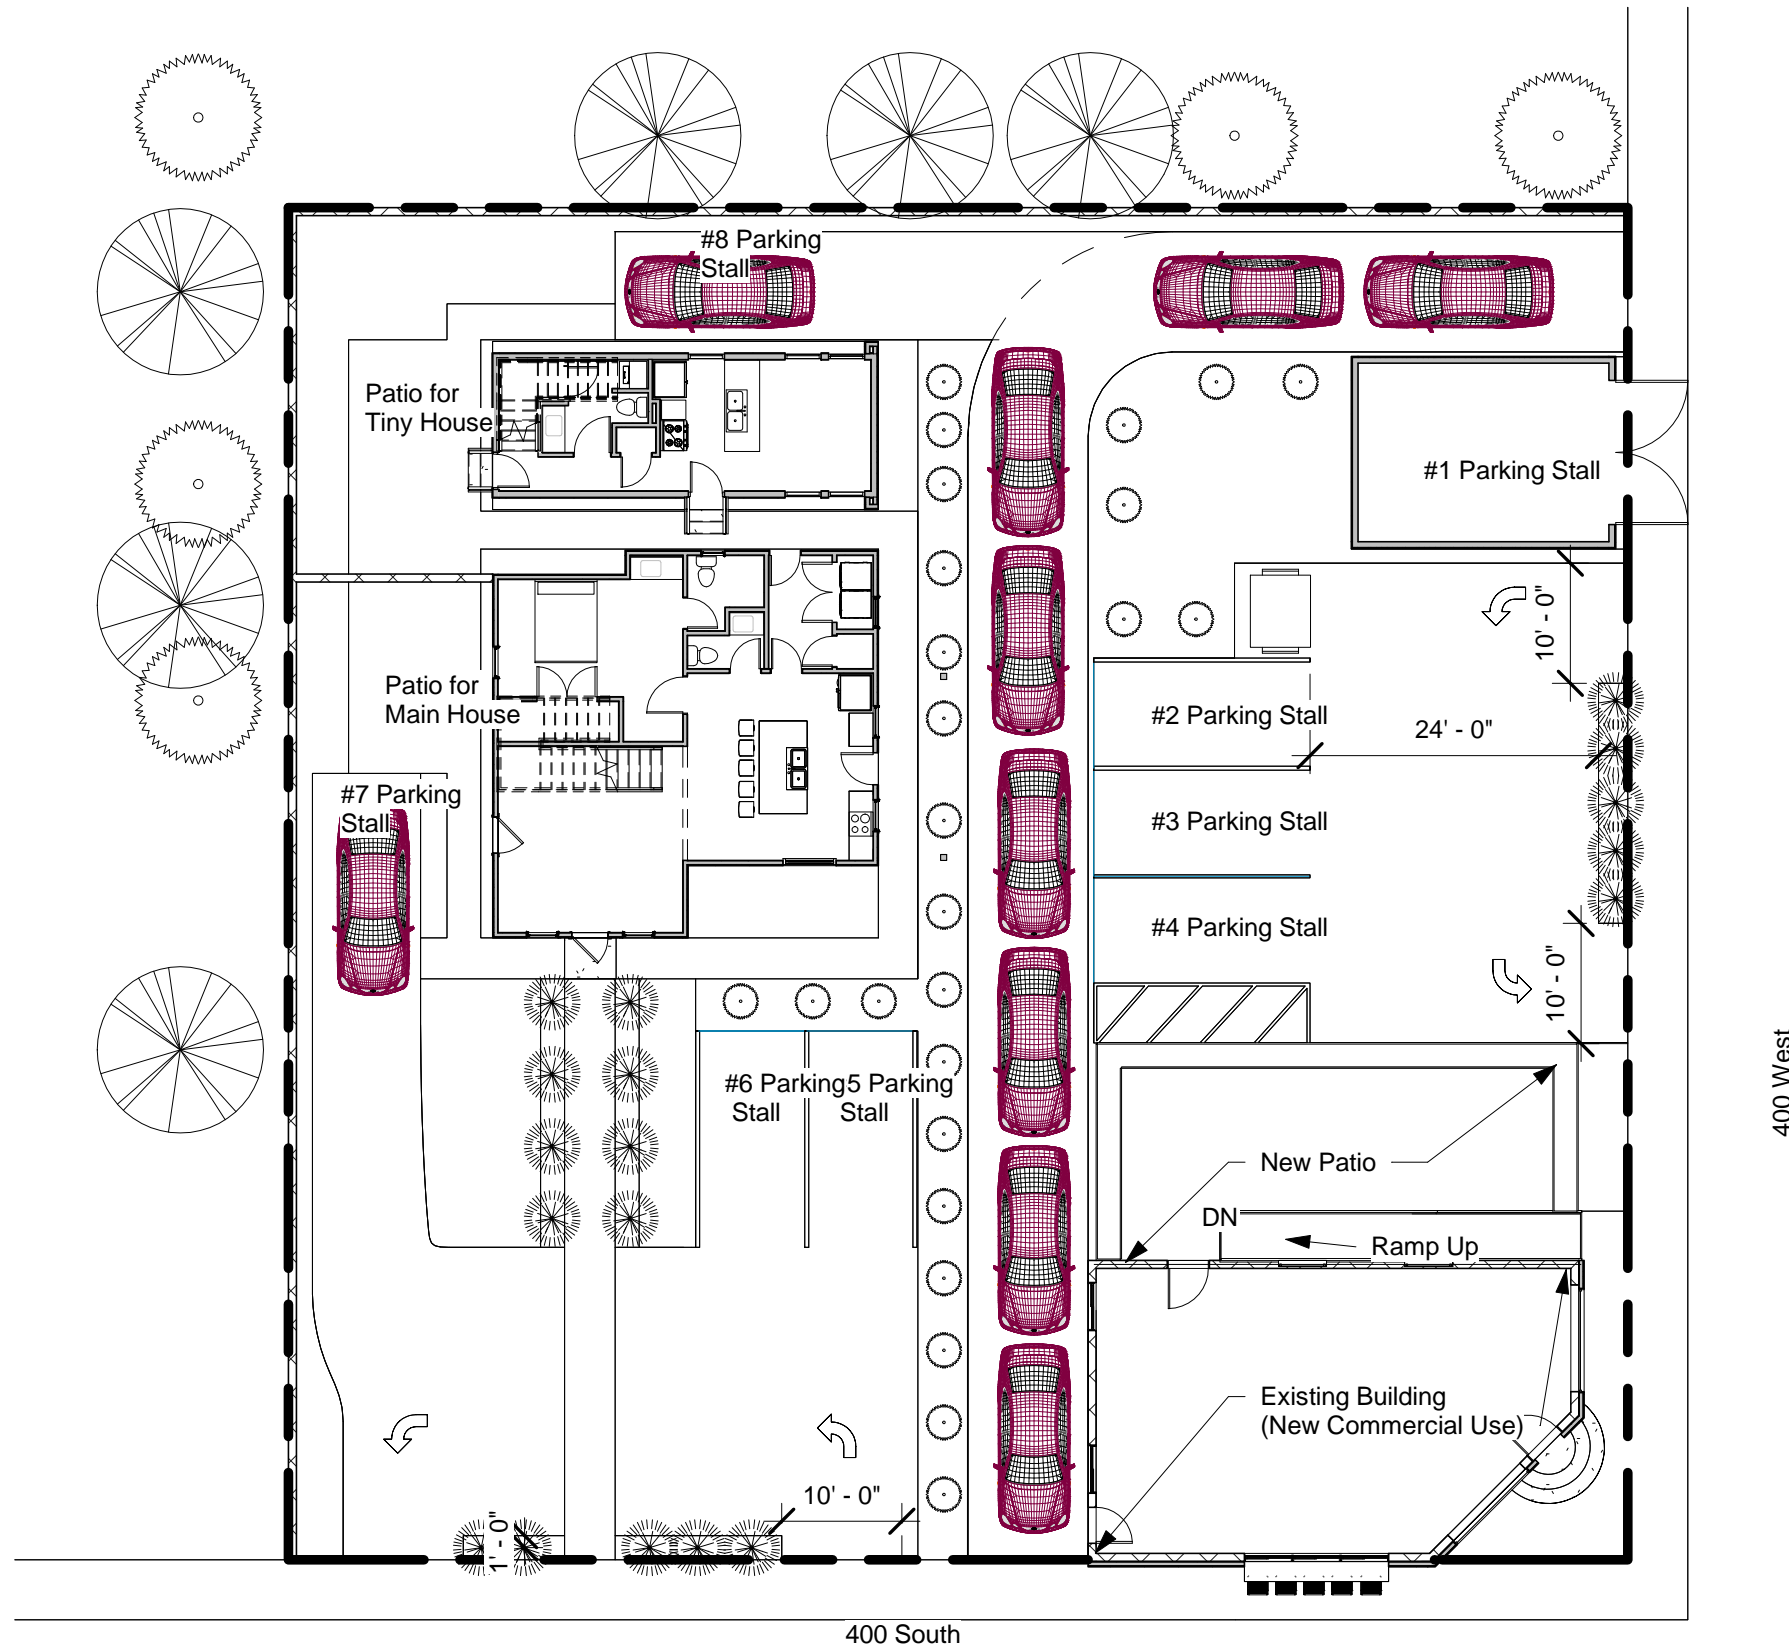 #8 Parking
Stall
Patio for
Tiny House
#1 Parking Stall
10' - 0"
Patio for
Main House
#2 Parking Stall
24' - 0"
#7 Parking
Stall
#3 Parking Stall
#4 Parking Stall
10' - 0"
#6 Parking
Stall
5 Parking
Stall
400 West
New Patio
DN
Ramp Up
Existing Building
(New Commercial Use)
10' - 0"
1' - 0"
400 South